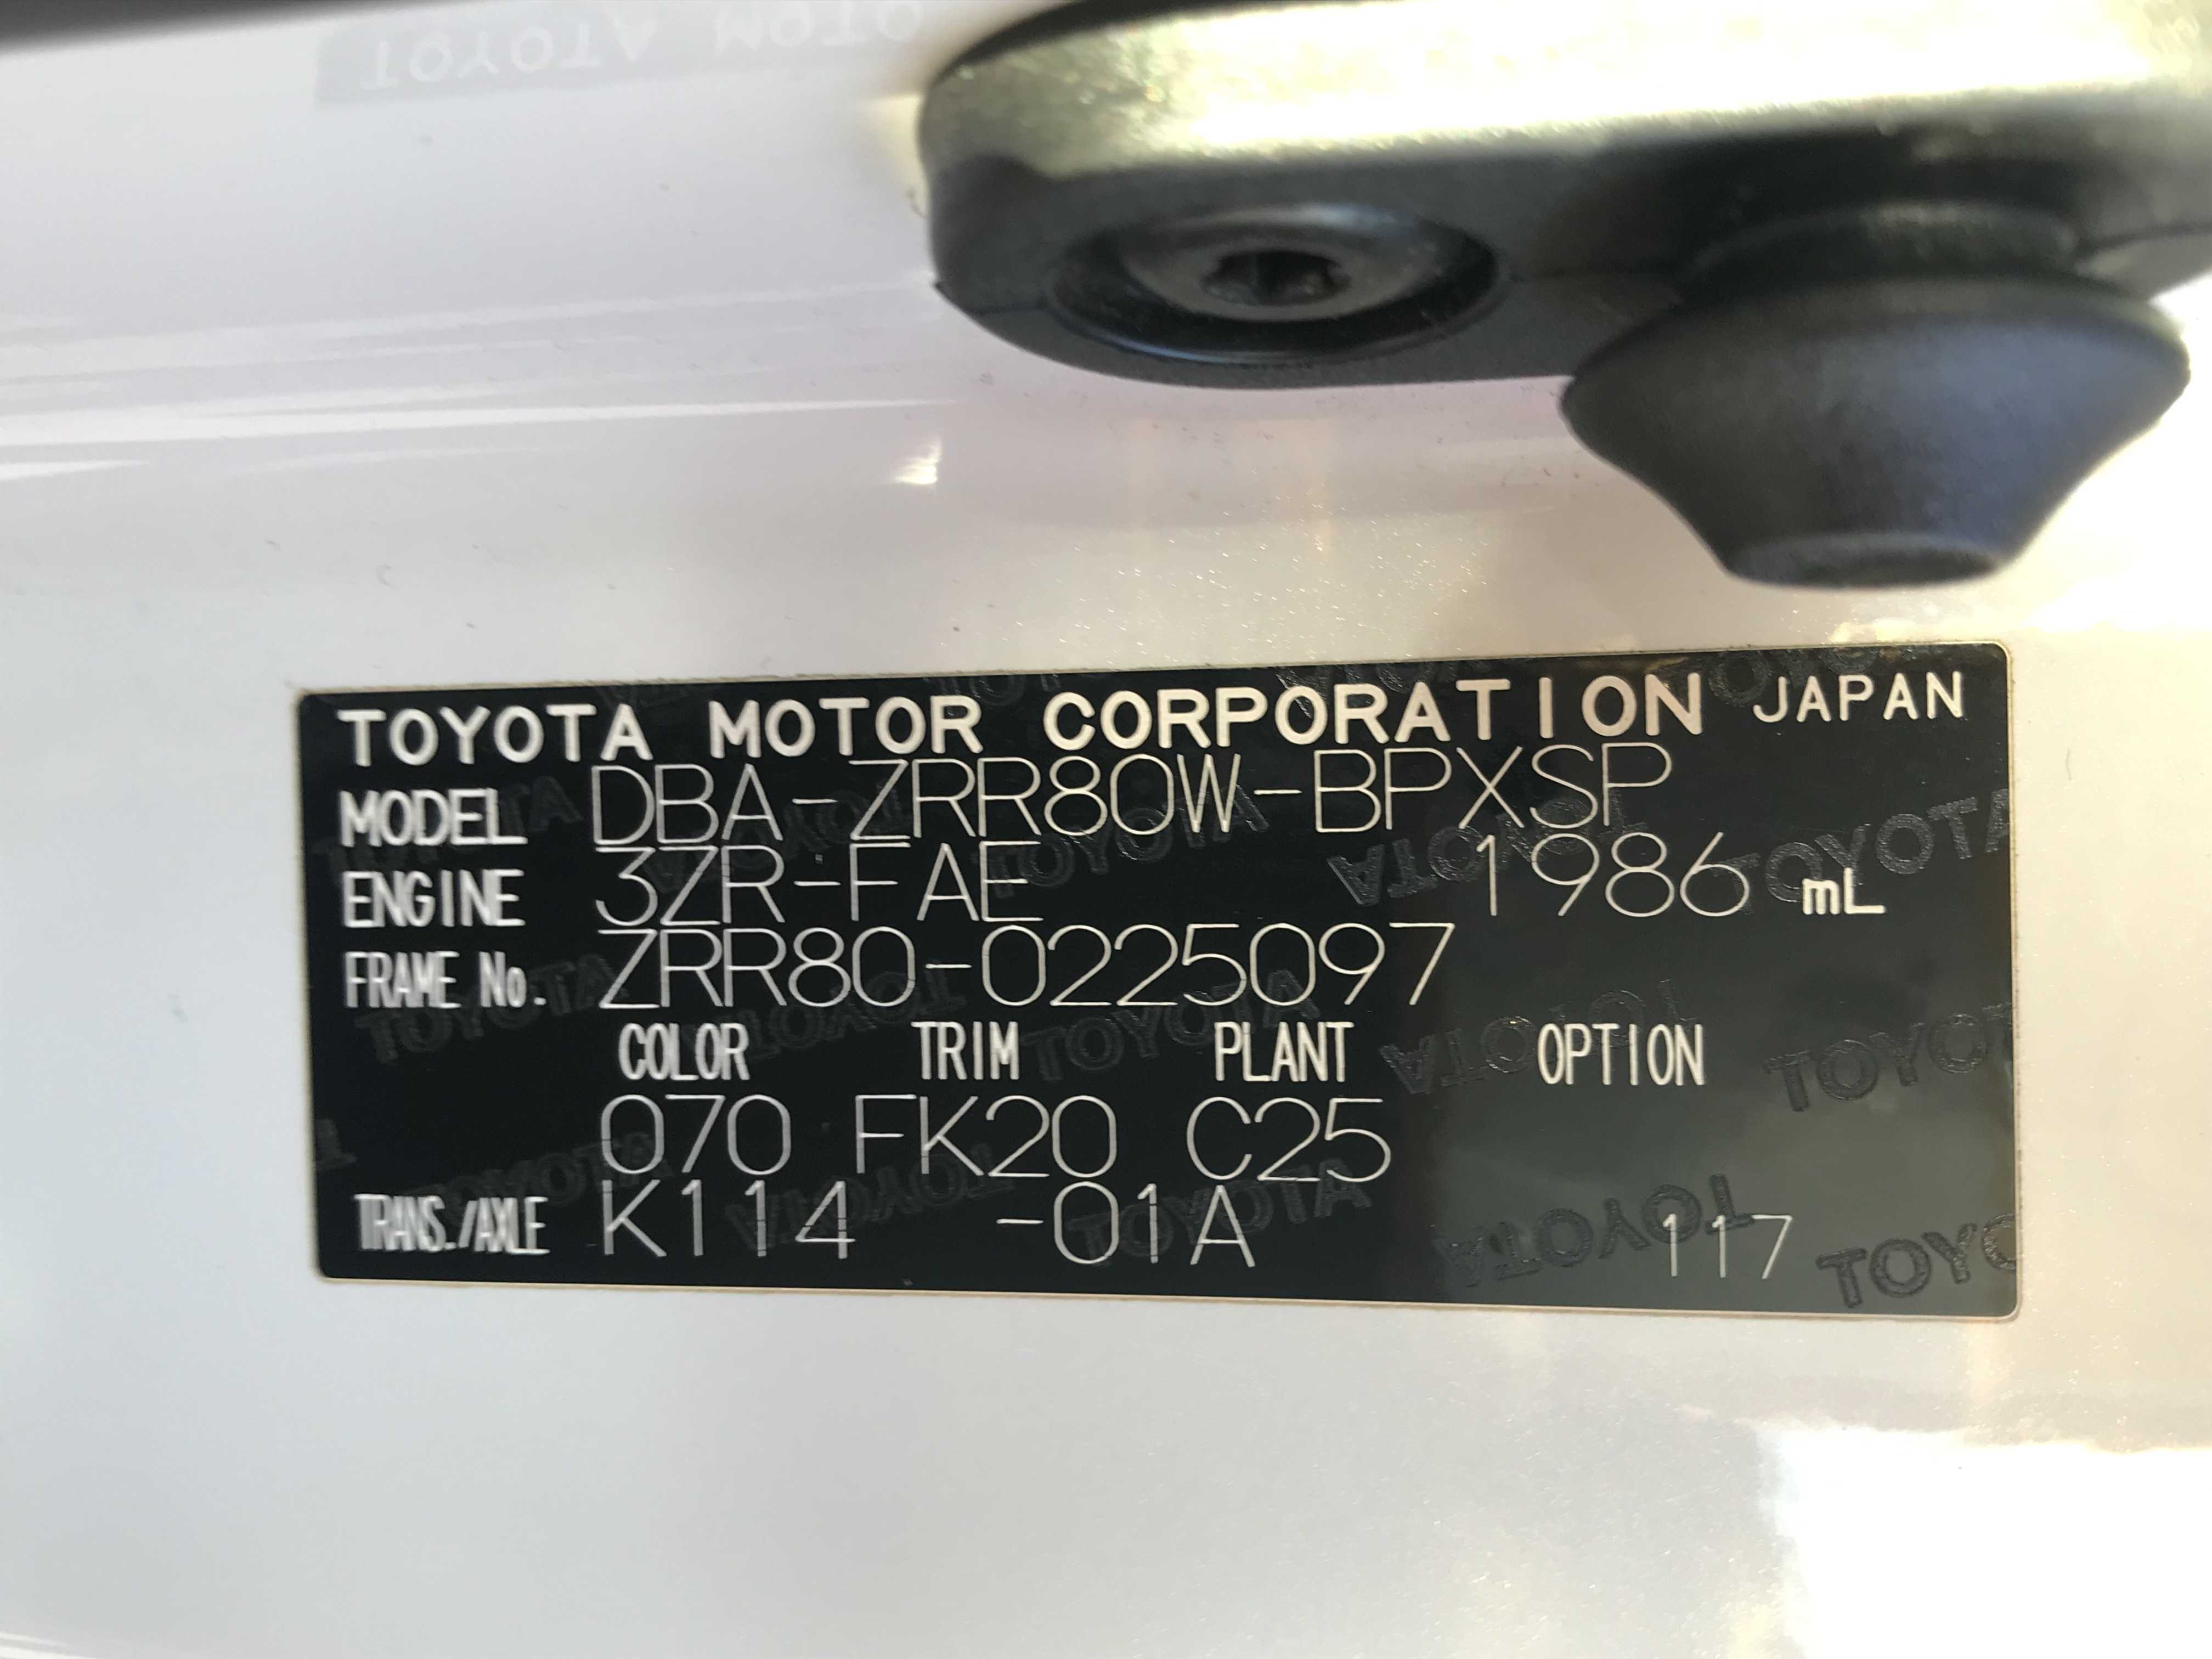 TOYOTA MOTOR CORPORATION JAPAN
MODEL DBA-ZRR80W-BPXSP
ENGINE 3ZR-FAE 1986 mL
FRAME No. ZRR80-0225097
COLOR TRIM PLANT OPTION
070 FK20 C25
TRANS./AXLE K114 -01A 117